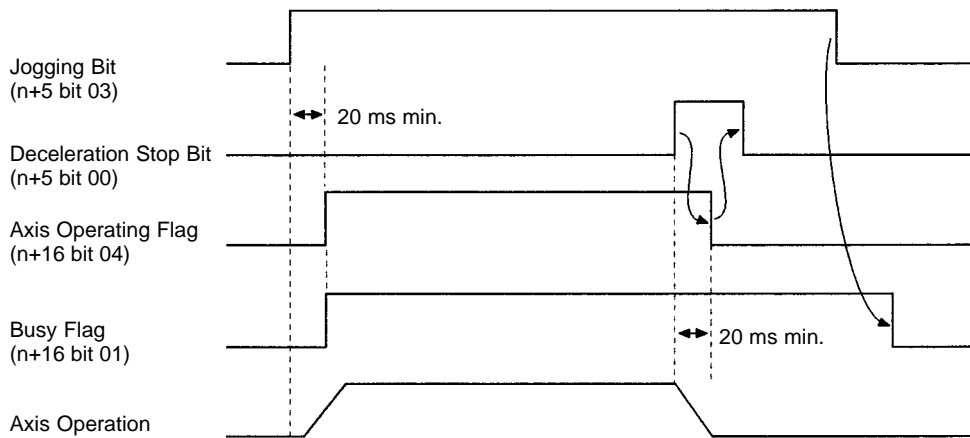 Jogging Bit
(n+5 bit 03)
20 ms min.
Deceleration Stop Bit
(n+5 bit 00)
Axis Operating Flag
(n+16 bit 04)
Busy Flag
(n+16 bit 01)
20 ms min.
Axis Operation